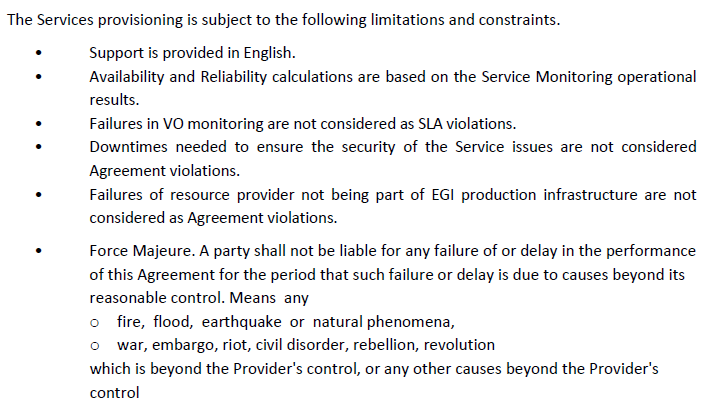 The Services provisioning is subject to the following limitations and constraints.
• Support is provided in English.
• Availability and Reliability calculations are based on the Service Monitoring operational
results.
• Failures in VO monitoring are not considered as SLA violations.
• Downtimes needed to ensure the security of the Service issues are not considered
Agreement violations.
• Failures of resource provider not being part of EGI production infrastructure are not
considered as Agreement violations.
• Force Majeure. A party shall not be liable for any failure of or delay in the performance
of this Agreement for the period that such failure or delay is due to causes beyond its
reasonable control. Means any
o fire, flood, earthquake or natural phenomena,
o war, embargo, riot, civil disorder, rebellion, revolution
which is beyond the Provider's control, or any other causes beyond the Provider's
control